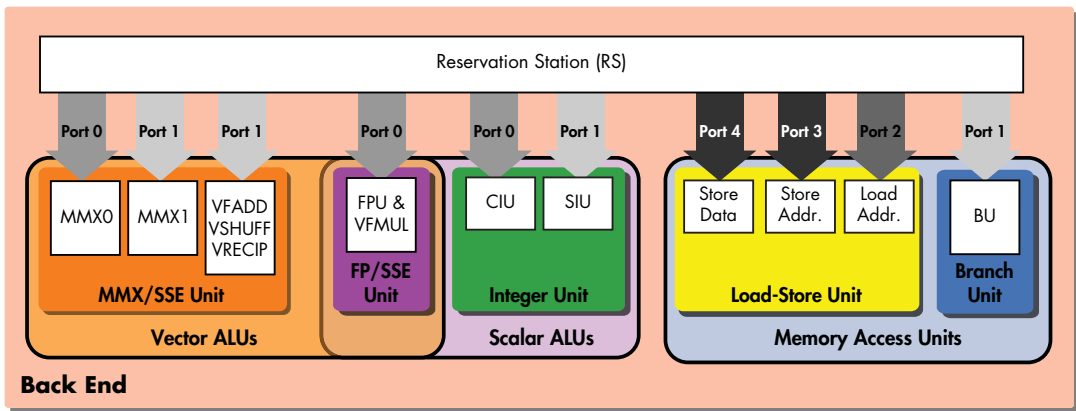 Reservation Station (RS)
Port 0
Port 1
Port 1
Port 0
Port 0
Port 1
Port 4
Port 3
Port 2
Port 1
MMX0
MMX1
VFADD
VSHUFF
VRECIP
FPU &
VFMUL
CIU
SIU
Store
Data
Store
Addr.
Load
Addr.
BU
MMX/SSE Unit
FP/SSE
Unit
Integer Unit
Load-Store Unit
Branch
Unit
Vector ALUs
Scalar ALUs
Memory Access Units
Back End